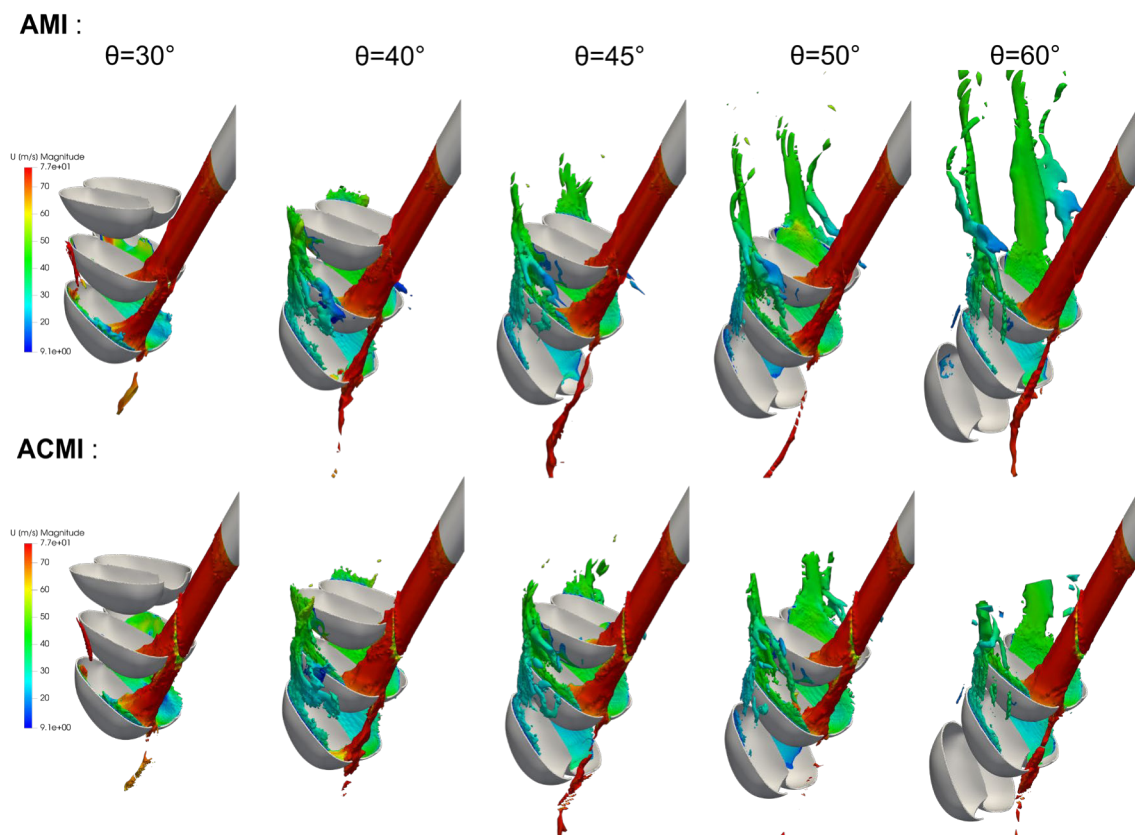 AMI :
θ=30° θ=40° θ=45° θ=50° θ=60°
U (m/s) Magnitude
7.7e+01
70
60
50
40
30
20
9.1e+00
ACMI :
U (m/s) Magnitude
7.7e+01
70
60
50
40
30
20
9.1e+00